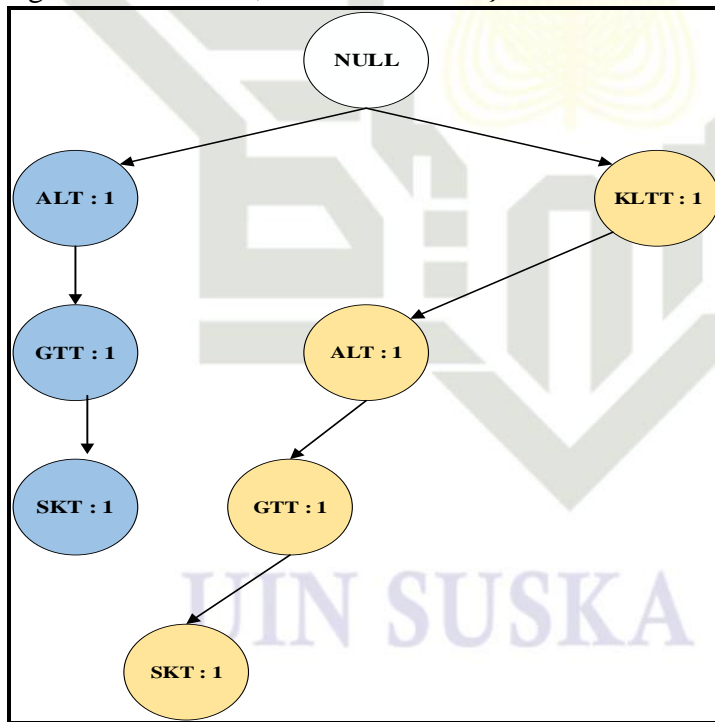 NULL
ALT : 1
KLTT : 1
GTT : 1
ALT : 1
SKT : 1
GTT : 1
UIN SUSKA
SKT : 1